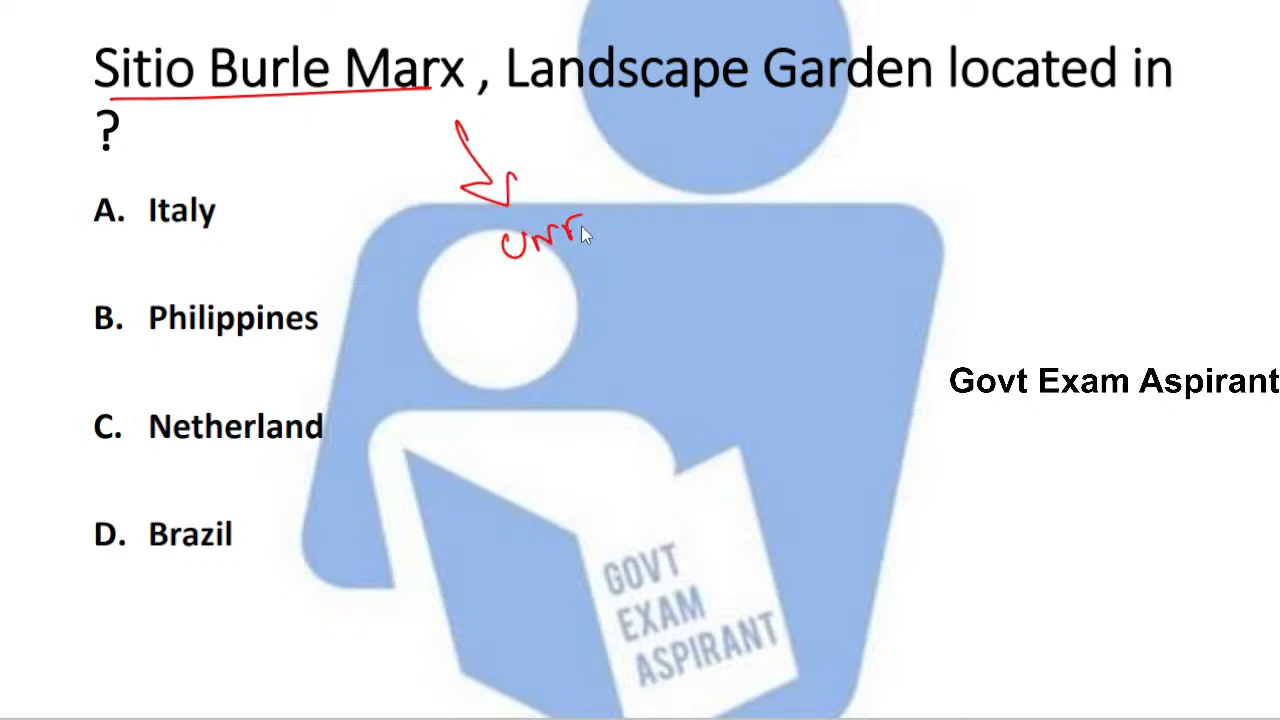 Sitio Burle Marx , Landscape Garden located in
?
A. Italy
B. Philippines
C. Netherland
D. Brazil
Govt Exam Aspirant
GOVT
EXAM
ASPIRANT